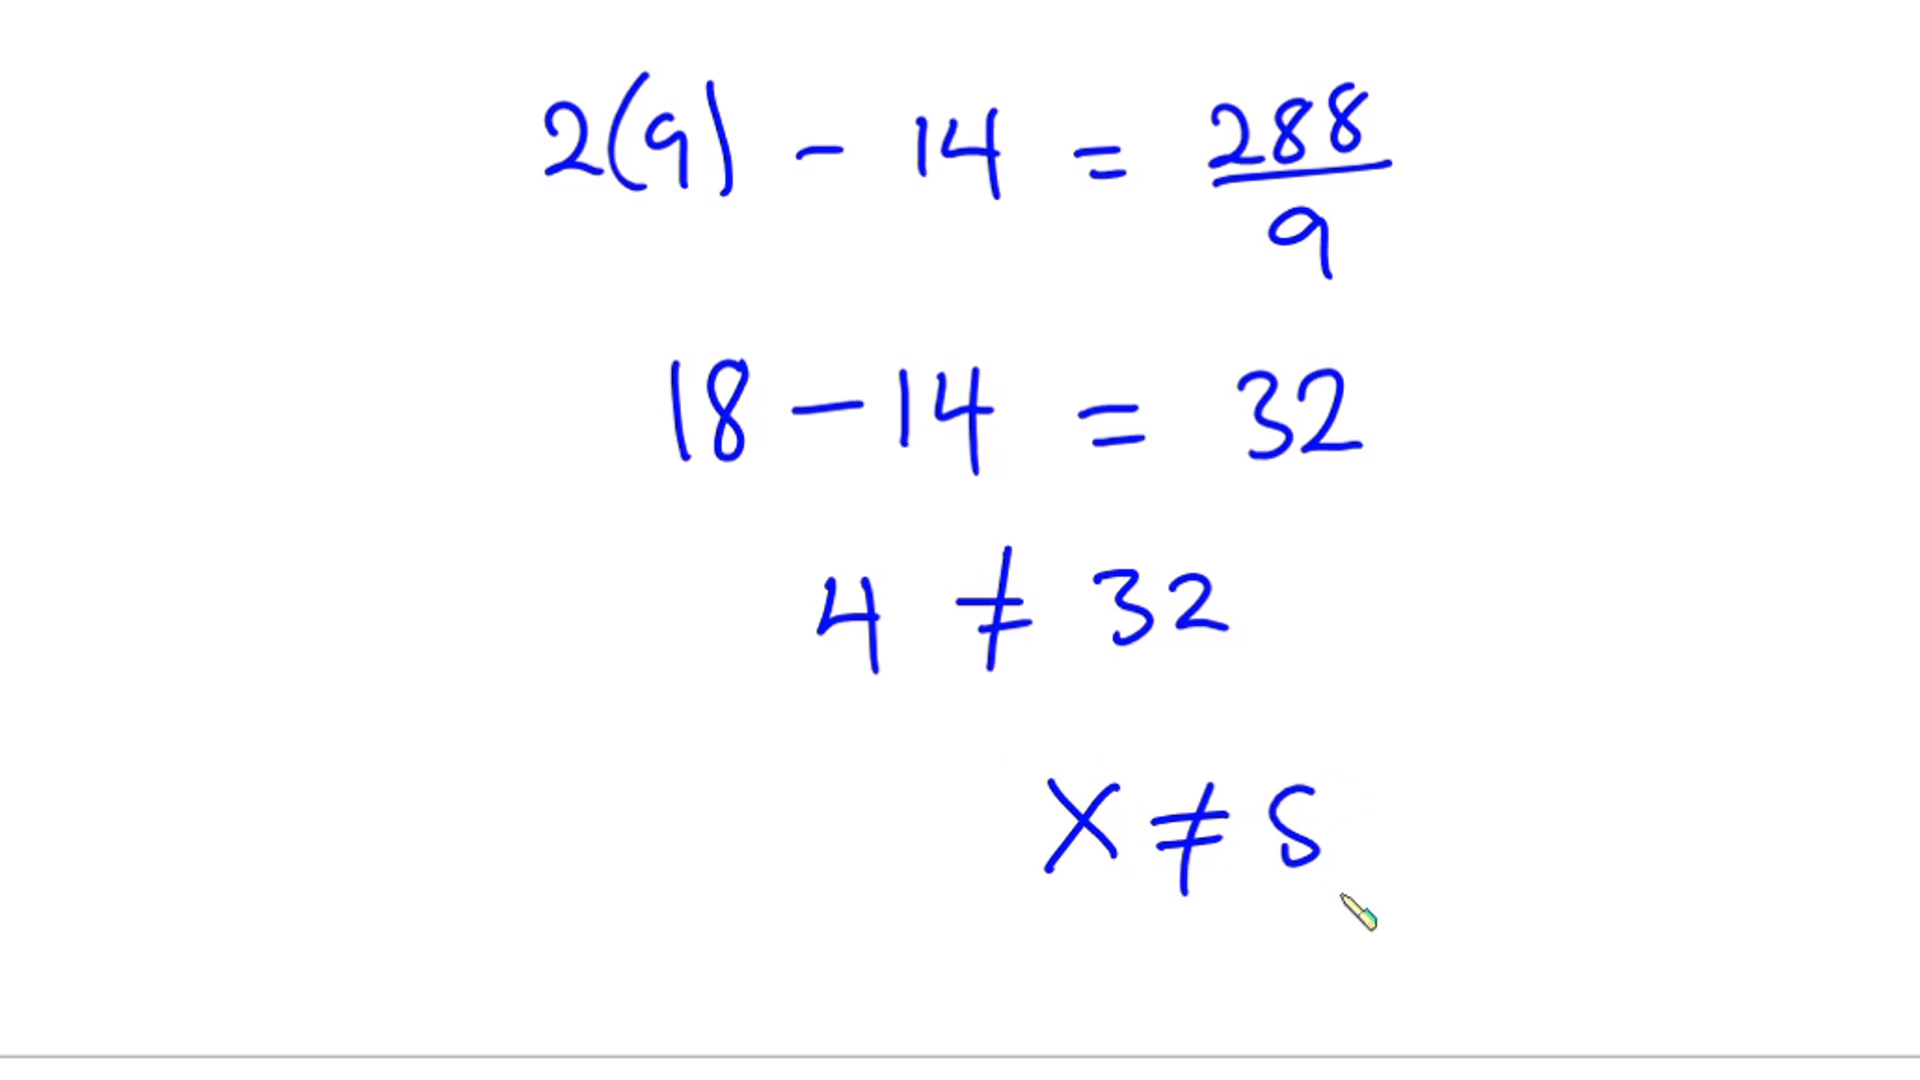 2(9) - 14 = 288/9
18 - 14 = 32
4 ≠ 32
x ≠ 5